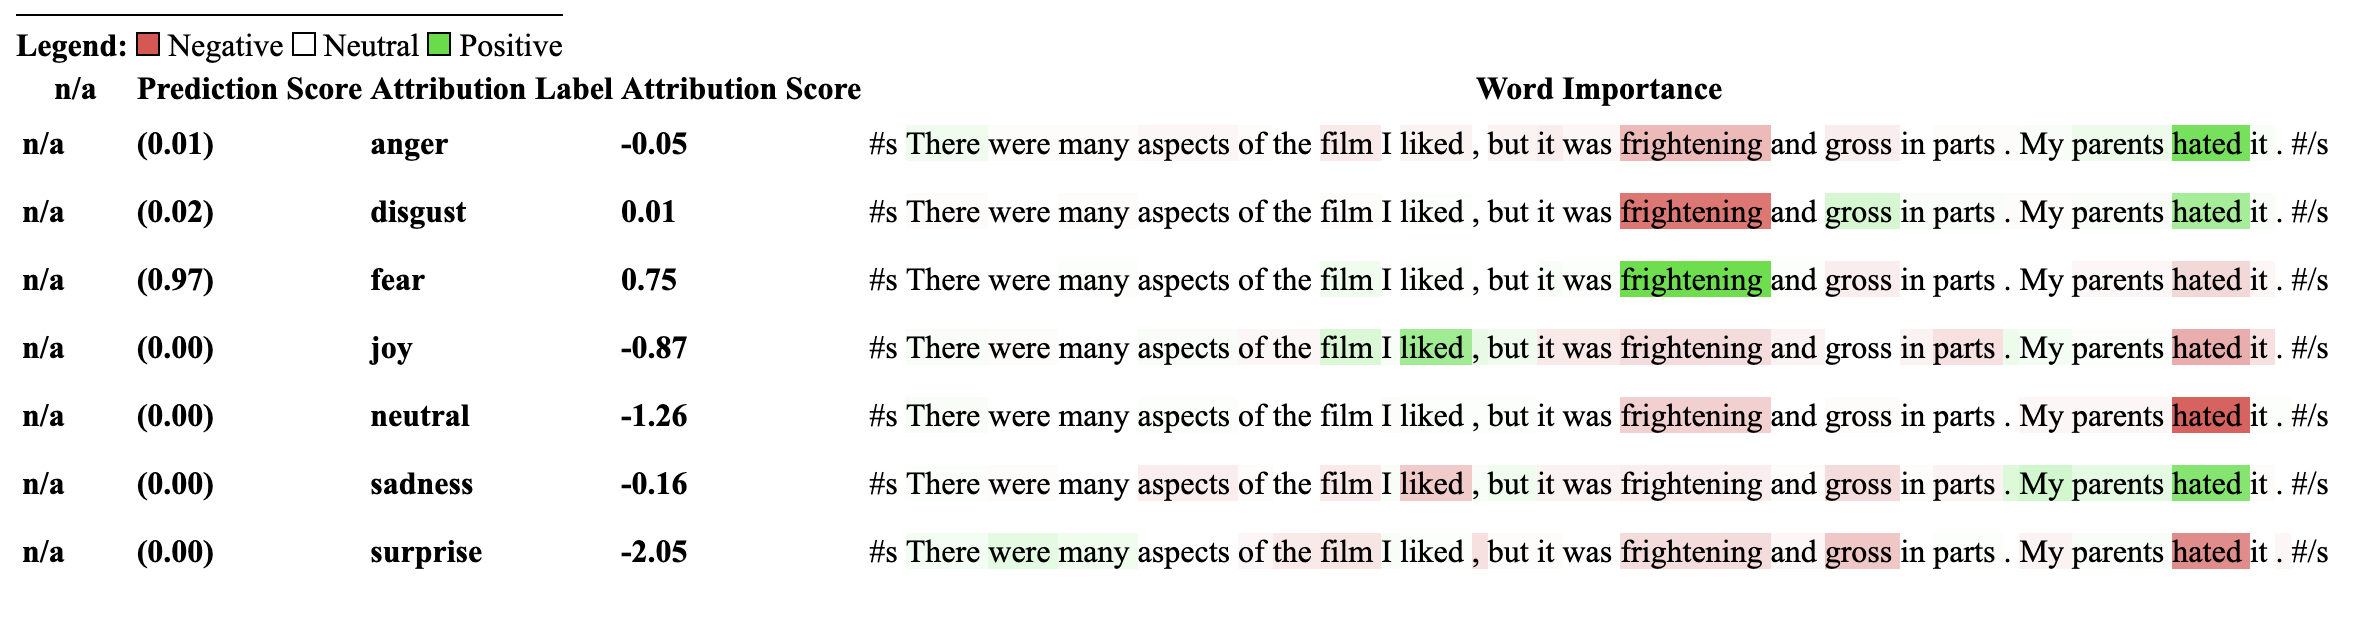 Legend: Negative Neutral Positive
n/a Prediction Score Attribution Label Attribution Score Word Importance
n/a (0.01) anger -0.05 #s There were many aspects of the film I liked , but it was frightening and gross in parts . My parents hated it . #/s
n/a (0.02) disgust 0.01 #s There were many aspects of the film I liked , but it was frightening and gross in parts . My parents hated it . #/s
n/a (0.97) fear 0.75 #s There were many aspects of the film I liked , but it was frightening and gross in parts . My parents hated it . #/s
n/a (0.00) joy -0.87 #s There were many aspects of the film I liked , but it was frightening and gross in parts . My parents hated it . #/s
n/a (0.00) neutral -1.26 #s There were many aspects of the film I liked , but it was frightening and gross in parts . My parents hated it . #/s
n/a (0.00) sadness -0.16 #s There were many aspects of the film I liked , but it was frightening and gross in parts . My parents hated it . #/s
n/a (0.00) surprise -2.05 #s There were many aspects of the film I liked , but it was frightening and gross in parts . My parents hated it . #/s